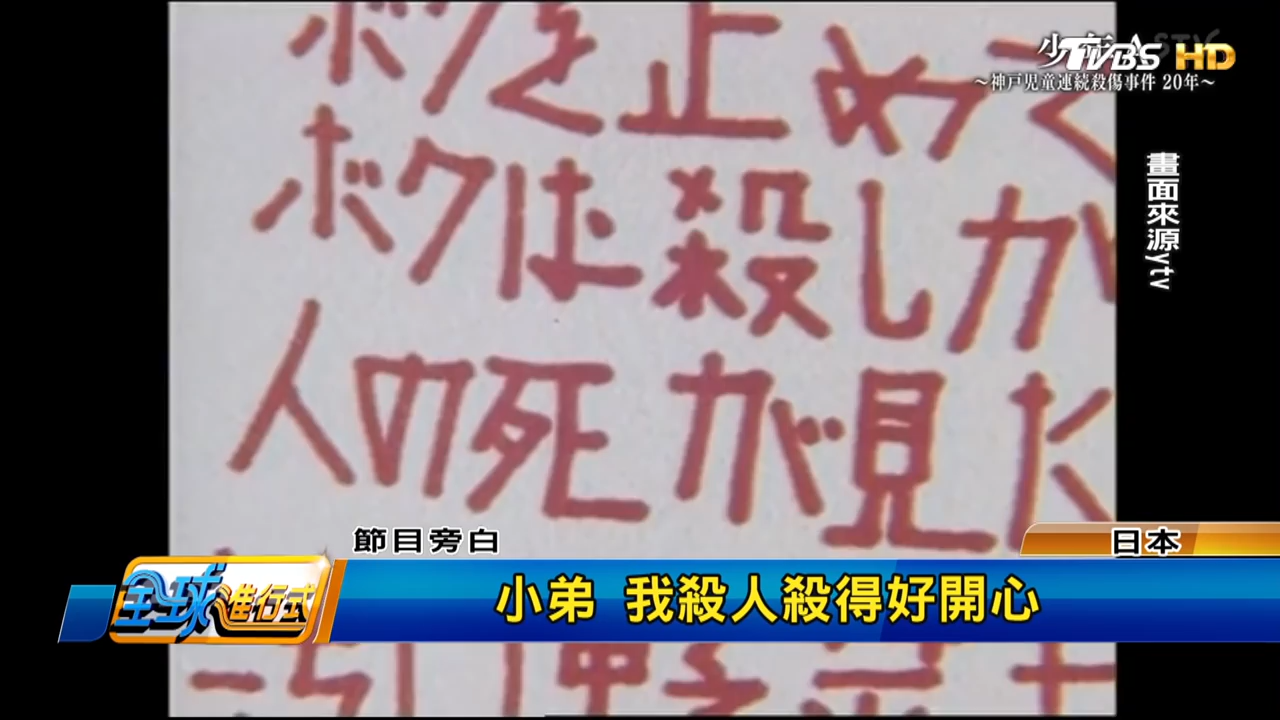 少年A
TVBS HD
～神戸児童連続殺傷事件 20年～
畫面來源ytv
ボクを止めて
ボクは殺しが
人の死が見た
節目旁白
日本
全球進行式
小弟 我殺人殺得好開心